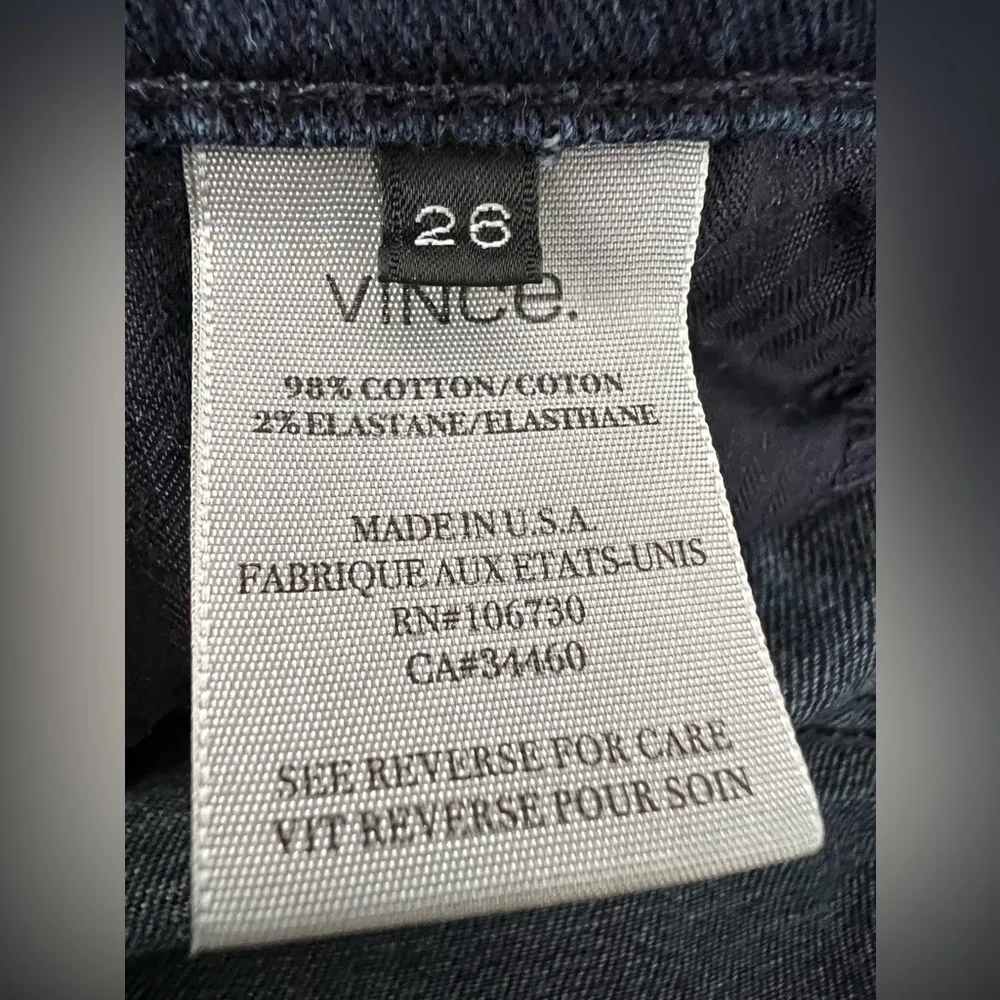 26
VINCe.
98% COTTON/COTON
2% ELASTANE/ELASTHANE
MADE IN U.S.A.
FABRIQUE AUX ETATS-UNIS
RN#106730
CA#34460
SEE REVERSE FOR CARE
VIT REVERSE POUR SOIN